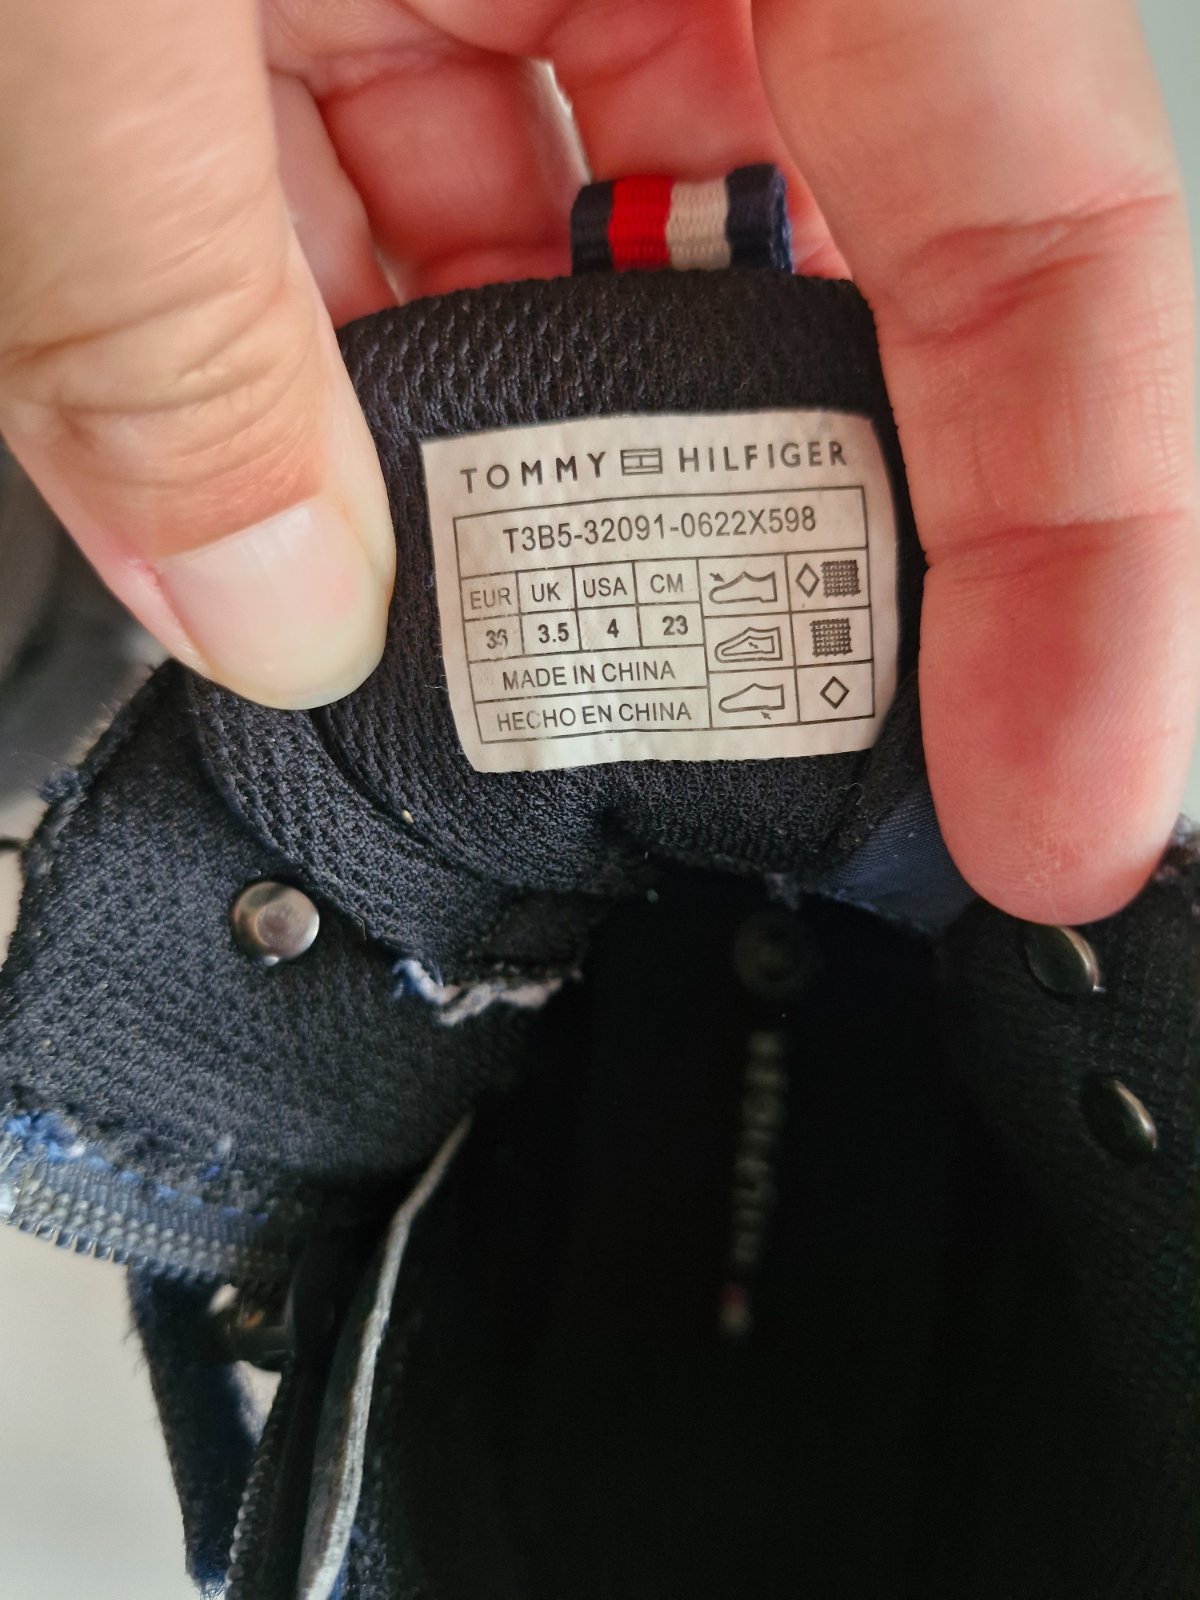 TOMMY HILFIGER
T3B5-32091-0622X598
EUR UK USA CM
36 3.5 4 23
MADE IN CHINA
HECHO EN CHINA